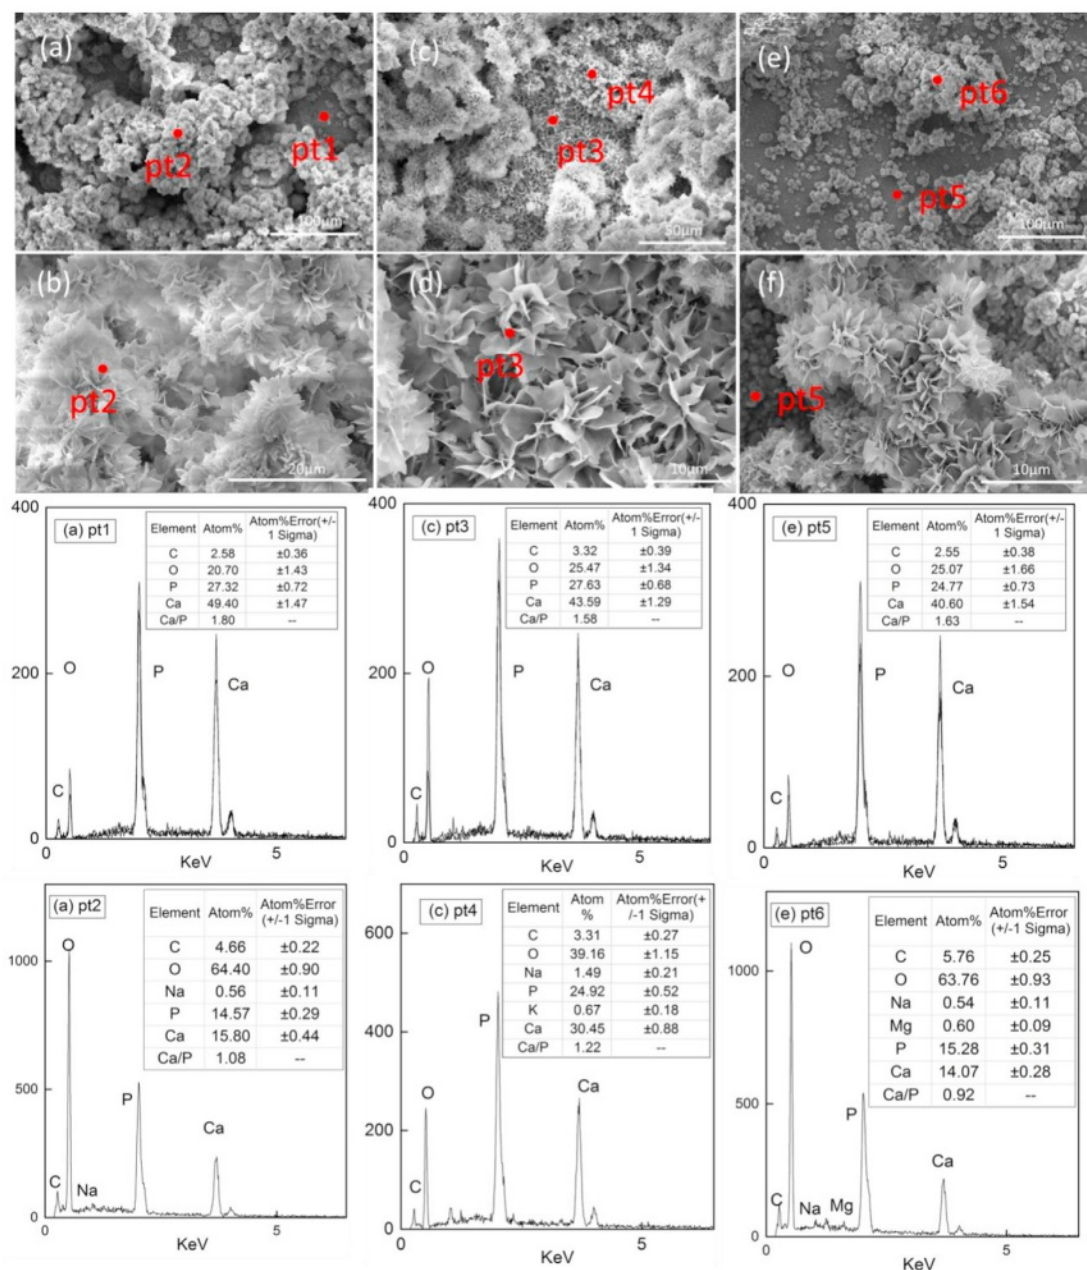 (a)
pt2
pt1
100μm
(c)
pt4
pt3
50μm
(e)
pt6
pt5
100μm
(b)
pt2
20μm
(d)
pt3
10μm
(f)
pt5
10μm
(a) pt1
Element Atom% Atom%Error(+/-
1 Sigma)
C 2.58 ±0.36
O 20.70 ±1.43
P 27.32 ±0.72
Ca 49.40 ±1.47
Ca/P 1.80 --
400
200
0
C
O
P
Ca
0 5
KeV
(c) pt3
Element Atom% Atom%Error(+/-
1 Sigma)
C 3.32 ±0.39
O 25.47 ±1.34
P 27.63 ±0.68
Ca 43.59 ±1.29
Ca/P 1.58 --
400
200
0
C
O
P
Ca
0 5
KeV
(e) pt5
Element Atom% Atom%Error(+/-
1 Sigma)
C 2.55 ±0.38
O 25.07 ±1.66
P 24.77 ±0.73
Ca 40.60 ±1.54
Ca/P 1.63 --
400
200
0
C
O
P
Ca
0 5
KeV
(a) pt2
Element Atom% Atom%Error
(+/-1 Sigma)
C 4.66 ±0.22
O 64.40 ±0.90
Na 0.56 ±0.11
P 14.57 ±0.29
Ca 15.80 ±0.44
Ca/P 1.08 --
1000
500
0
C
O
Na
P
Ca
0 5
KeV
(c) pt4
Element Atom
% Atom%Error(+
/-1 Sigma)
C 3.31 ±0.27
O 39.16 ±1.15
Na 1.49 ±0.21
P 24.92 ±0.52
K 0.67 ±0.18
Ca 30.45 ±0.88
Ca/P 1.22 --
600
400
200
0
C
O
P
Ca
0 5
KeV
(e) pt6
Element Atom% Atom%Error
(+/-1 Sigma)
C 5.76 ±0.25
O 63.76 ±0.93
Na 0.54 ±0.11
Mg 0.60 ±0.09
P 15.28 ±0.31
Ca 14.07 ±0.28
Ca/P 0.92 --
1000
500
0
C
O
Na
Mg
P
Ca
0 5
KeV